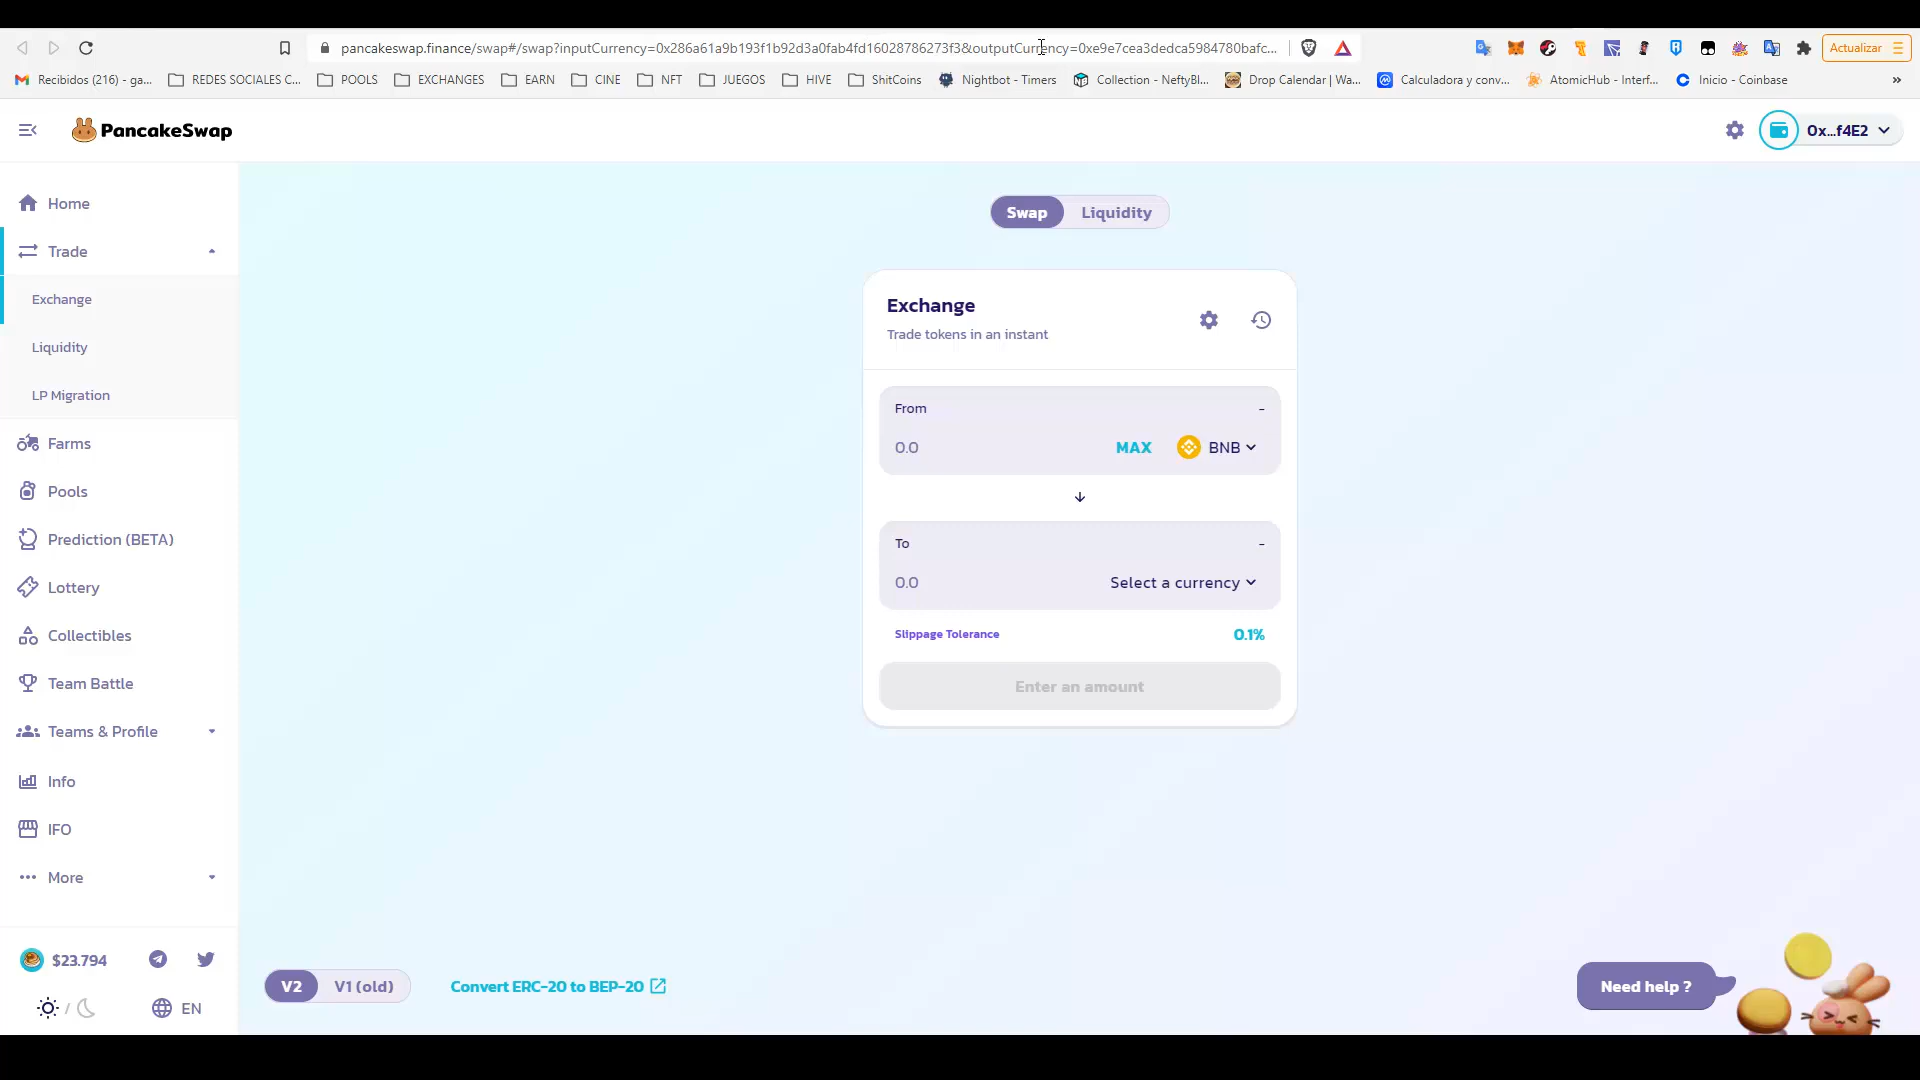 pancakeswap.finance/swap#/swap?inputCurrency=0x286a61a9b193f1b92d3a0fab4fd16028786273f3&outputCurrency=0xe9e7cea3dedca5984780bafc...
Actualizar
Recibidos (216) - ga...
REDES SOCIALES C...
POOLS
EXCHANGES
EARN
CINE
NFT
JUEGOS
HIVE
ShitCoins
Nightbot - Timers
Collection - NeftyBl...
Drop Calendar | Wa...
Calculadora y conv...
AtomicHub - Interf...
Inicio - Coinbase
»
PancakeSwap
0x...f4E2
Home
Trade
Exchange
Liquidity
LP Migration
Farms
Pools
Prediction (BETA)
Lottery
Collectibles
Team Battle
Teams & Profile
Info
IFO
More
$23.794
/
EN
Swap
Liquidity
Exchange
Trade tokens in an instant
From
-
0.0
MAX
BNB
To
-
0.0
Select a currency
Slippage Tolerance
0.1%
Enter an amount
V2
V1 (old)
Convert ERC-20 to BEP-20
Need help ?